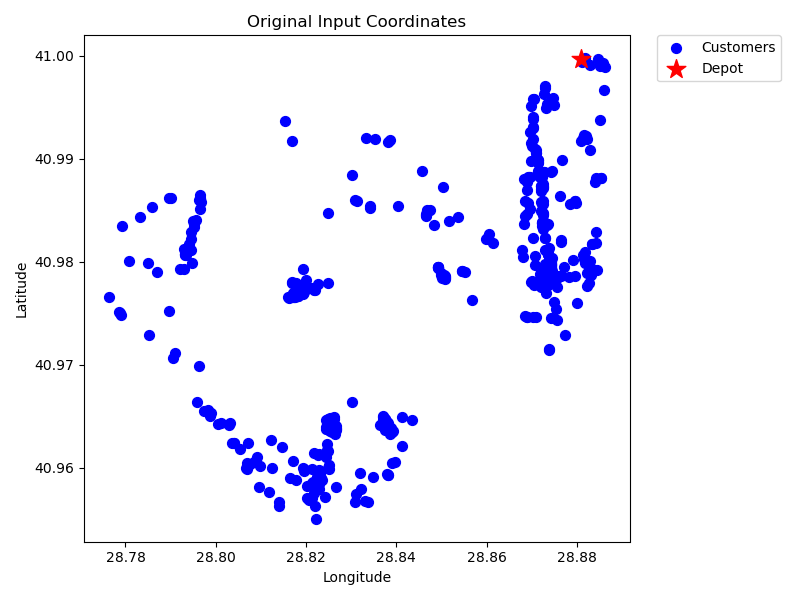 Original Input Coordinates
Customers
Depot
41.00
40.99
40.98
40.97
40.96
Latitude
28.78 28.80 28.82 28.84 28.86 28.88
Longitude